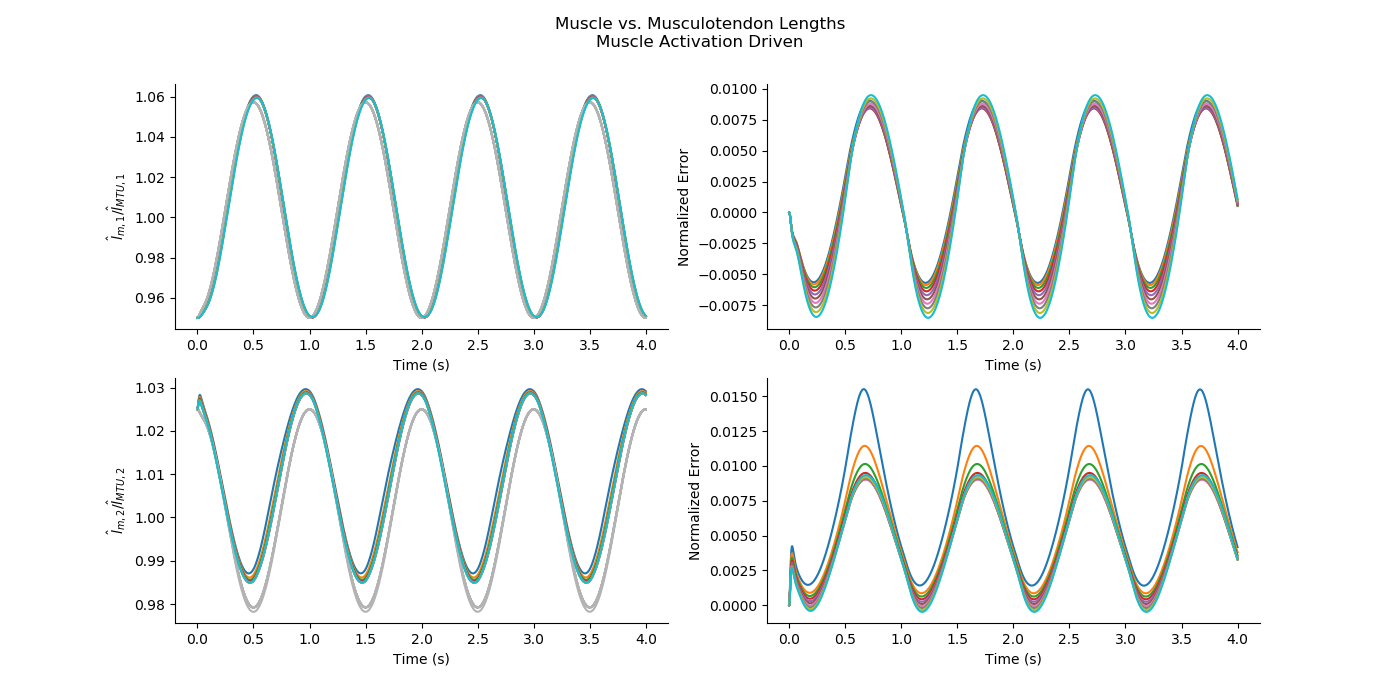 Muscle vs. Musculotendon Lengths
Muscle Activation Driven
1.06
1.04
1.02
1.00
0.98
0.96
l̂m,1/l̂MTU,1
0.0 0.5 1.0 1.5 2.0 2.5 3.0 3.5 4.0
Time (s)
0.0100
0.0075
0.0050
0.0025
0.0000
−0.0025
−0.0050
−0.0075
Normalized Error
0.0 0.5 1.0 1.5 2.0 2.5 3.0 3.5 4.0
Time (s)
1.03
1.02
1.01
1.00
0.99
0.98
l̂m,2/l̂MTU,2
0.0 0.5 1.0 1.5 2.0 2.5 3.0 3.5 4.0
Time (s)
0.0150
0.0125
0.0100
0.0075
0.0050
0.0025
0.0000
Normalized Error
0.0 0.5 1.0 1.5 2.0 2.5 3.0 3.5 4.0
Time (s)